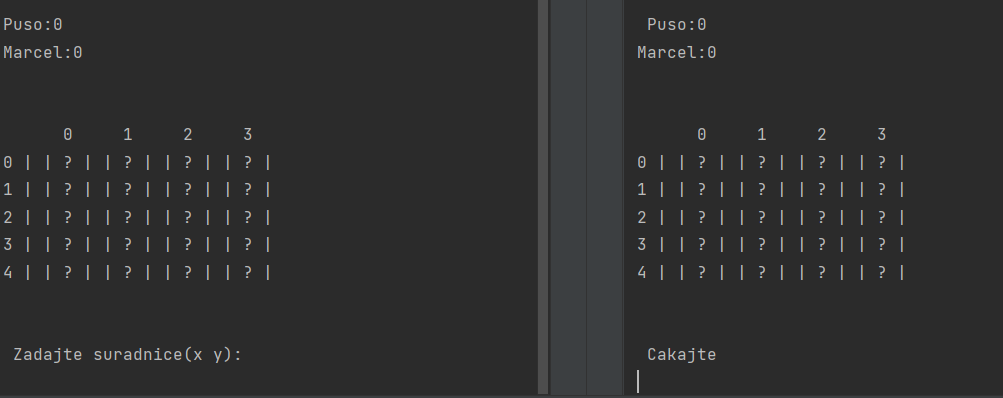 Puso:0
Marcel:0
0 1 2 3
0 | | ? | | ? | | ? | | ? |
1 | | ? | | ? | | ? | | ? |
2 | | ? | | ? | | ? | | ? |
3 | | ? | | ? | | ? | | ? |
4 | | ? | | ? | | ? | | ? |
Zadajte suradnice(x y):
Puso:0
Marcel:0
0 1 2 3
0 | | ? | | ? | | ? | | ? |
1 | | ? | | ? | | ? | | ? |
2 | | ? | | ? | | ? | | ? |
3 | | ? | | ? | | ? | | ? |
4 | | ? | | ? | | ? | | ? |
Cakajte